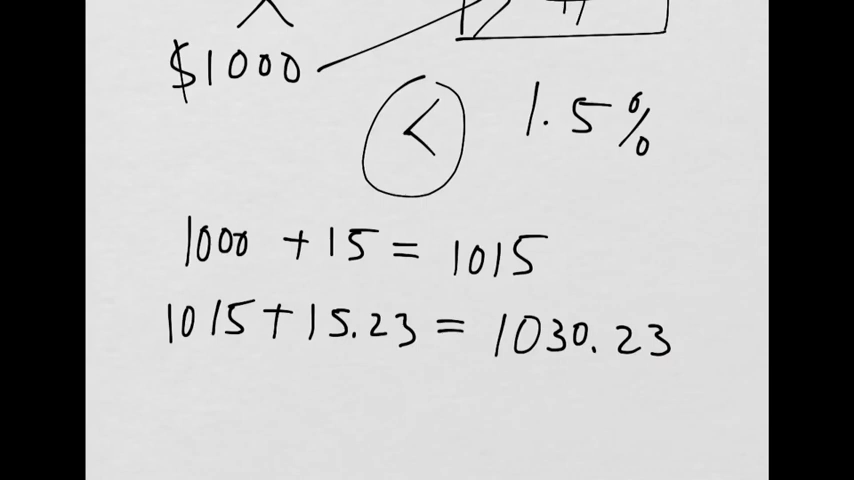 $1000
< 1.5%
1000 + 15 = 1015
1015 + 15.23 = 1030.23